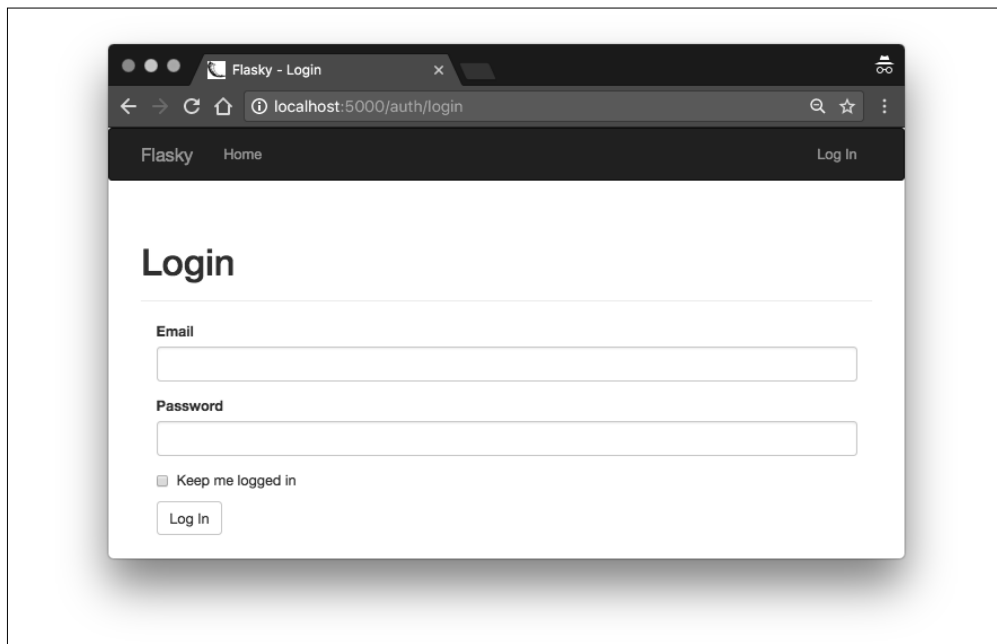 Flasky - Login
localhost:5000/auth/login
Flasky Home Log In
Login
Email
Password
Keep me logged in
Log In